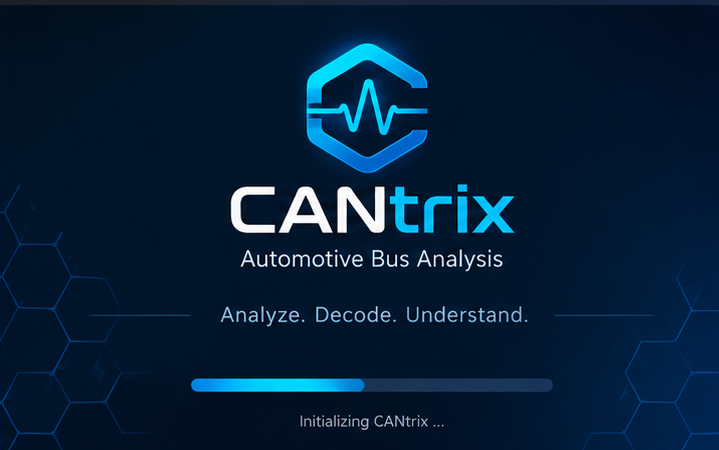 CANtrix
Automotive Bus Analysis
Analyze. Decode. Understand.
Initializing CANtrix ...